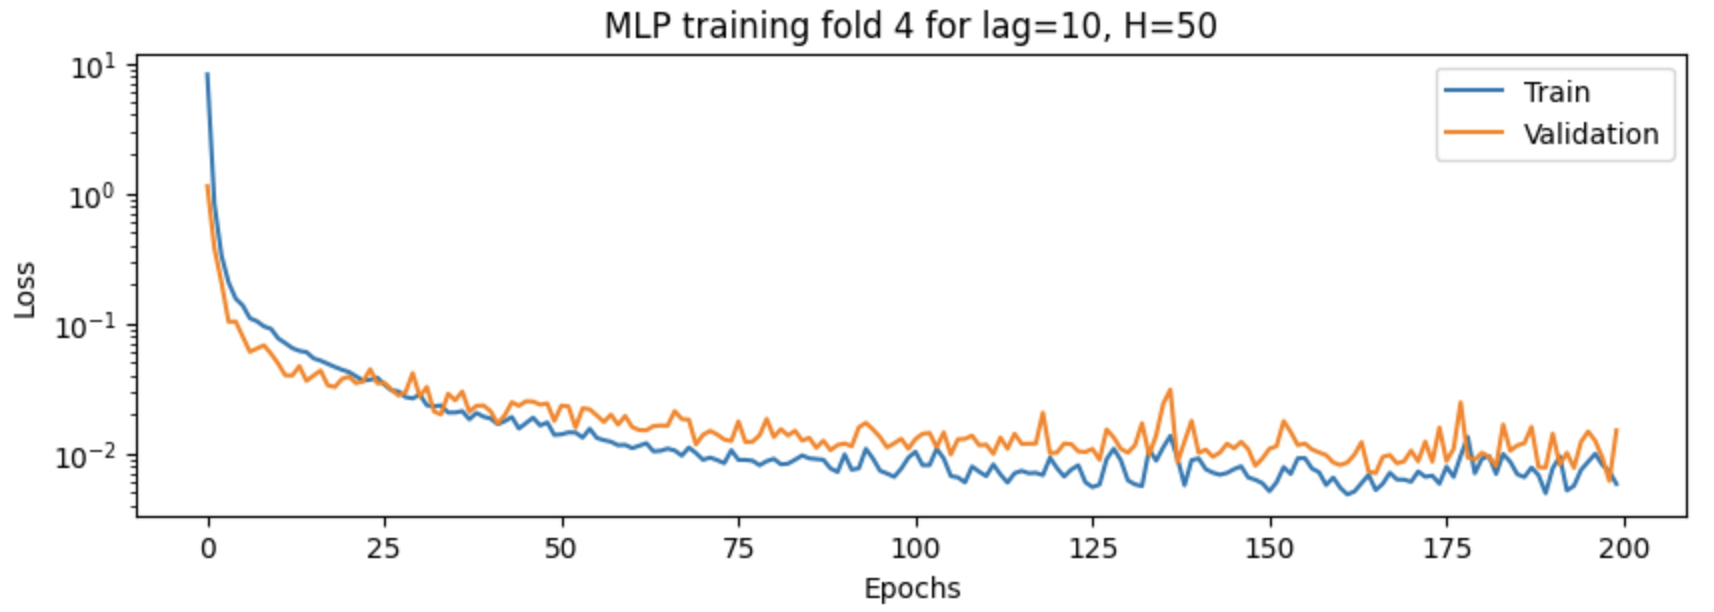 MLP training fold 4 for lag=10, H=50
10¹
10⁰
10⁻¹
10⁻²
Loss
Train
Validation
0 25 50 75 100 125 150 175 200
Epochs